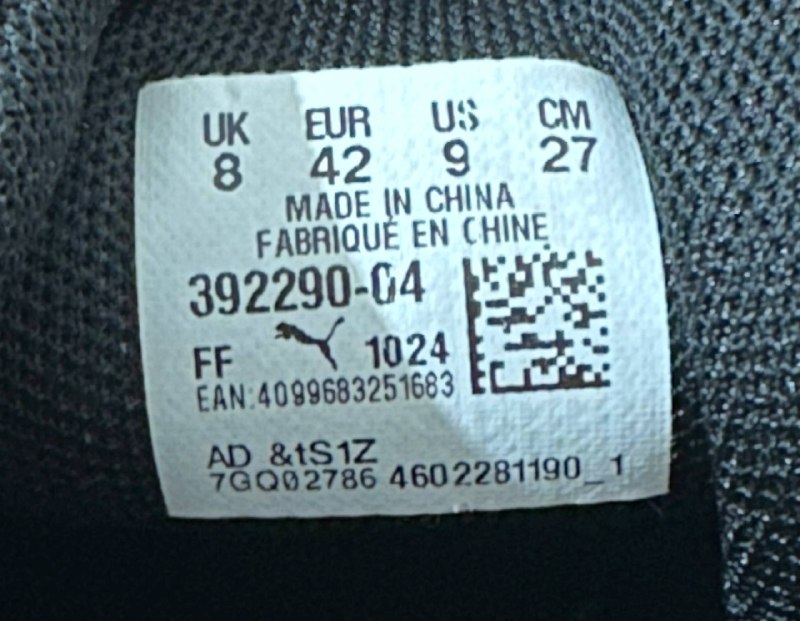 UK EUR US CM
8 42 9 27
MADE IN CHINA
FABRIQUÉ EN CHINE
392290-04
FF 1024
EAN:4099683251683
AD &tS1Z
7GQ02786 4602281190_1